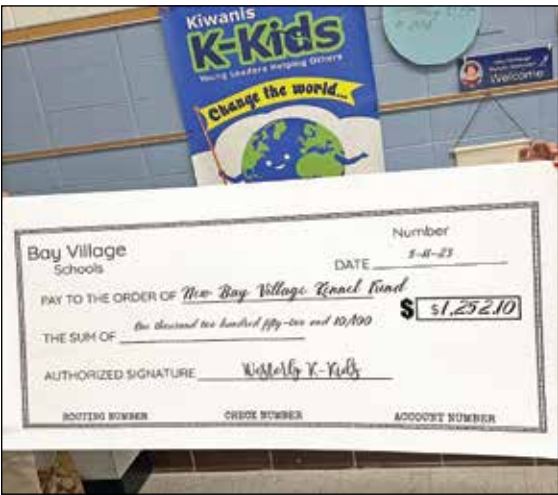 Kiwanis
K-Kids
Young Leaders Helping Others
Change the world...
Welcome
Bay Village
Schools
Number
DATE 5-11-23
PAY TO THE ORDER OF New Bay Village Kennel Fund
$ $1,252.10
THE SUM OF One thousand two hundred fifty-two and 10/100
AUTHORIZED SIGNATURE Westerly K-Kids
ROUTING NUMBER CHECK NUMBER ACCOUNT NUMBER